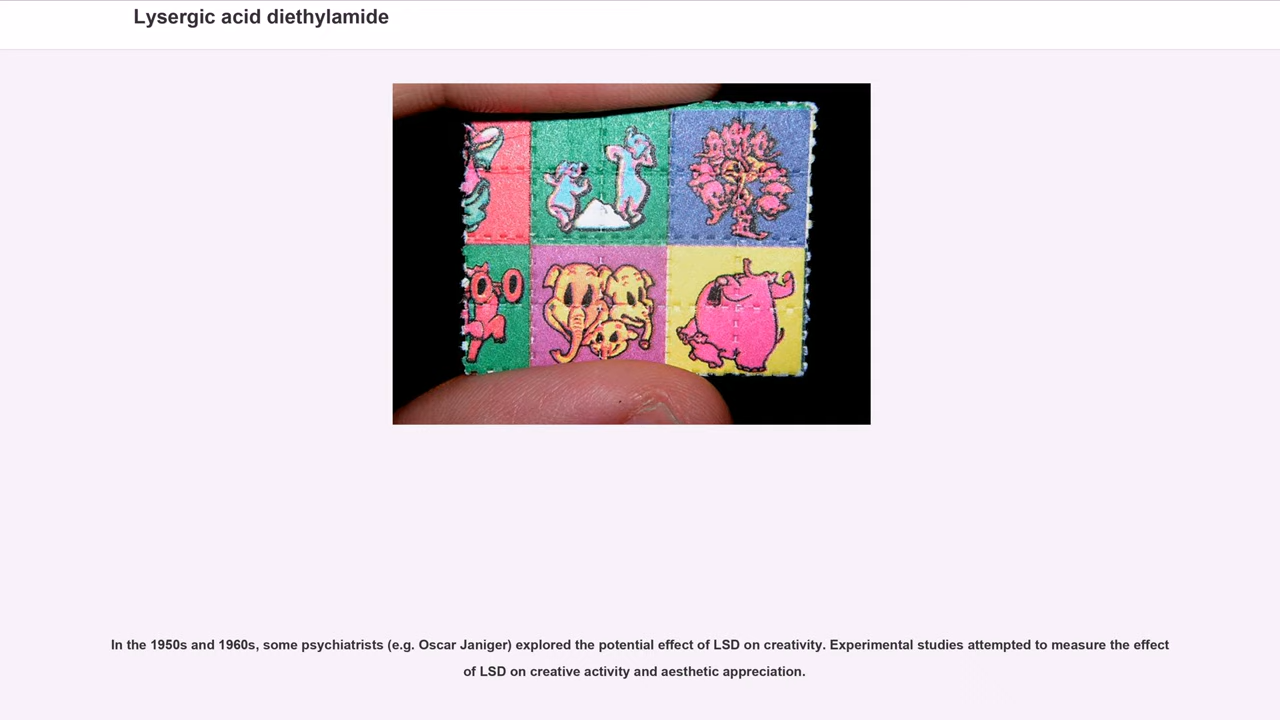 Lysergic acid diethylamide
In the 1950s and 1960s, some psychiatrists (e.g. Oscar Janiger) explored the potential effect of LSD on creativity. Experimental studies attempted to measure the effect
of LSD on creative activity and aesthetic appreciation.